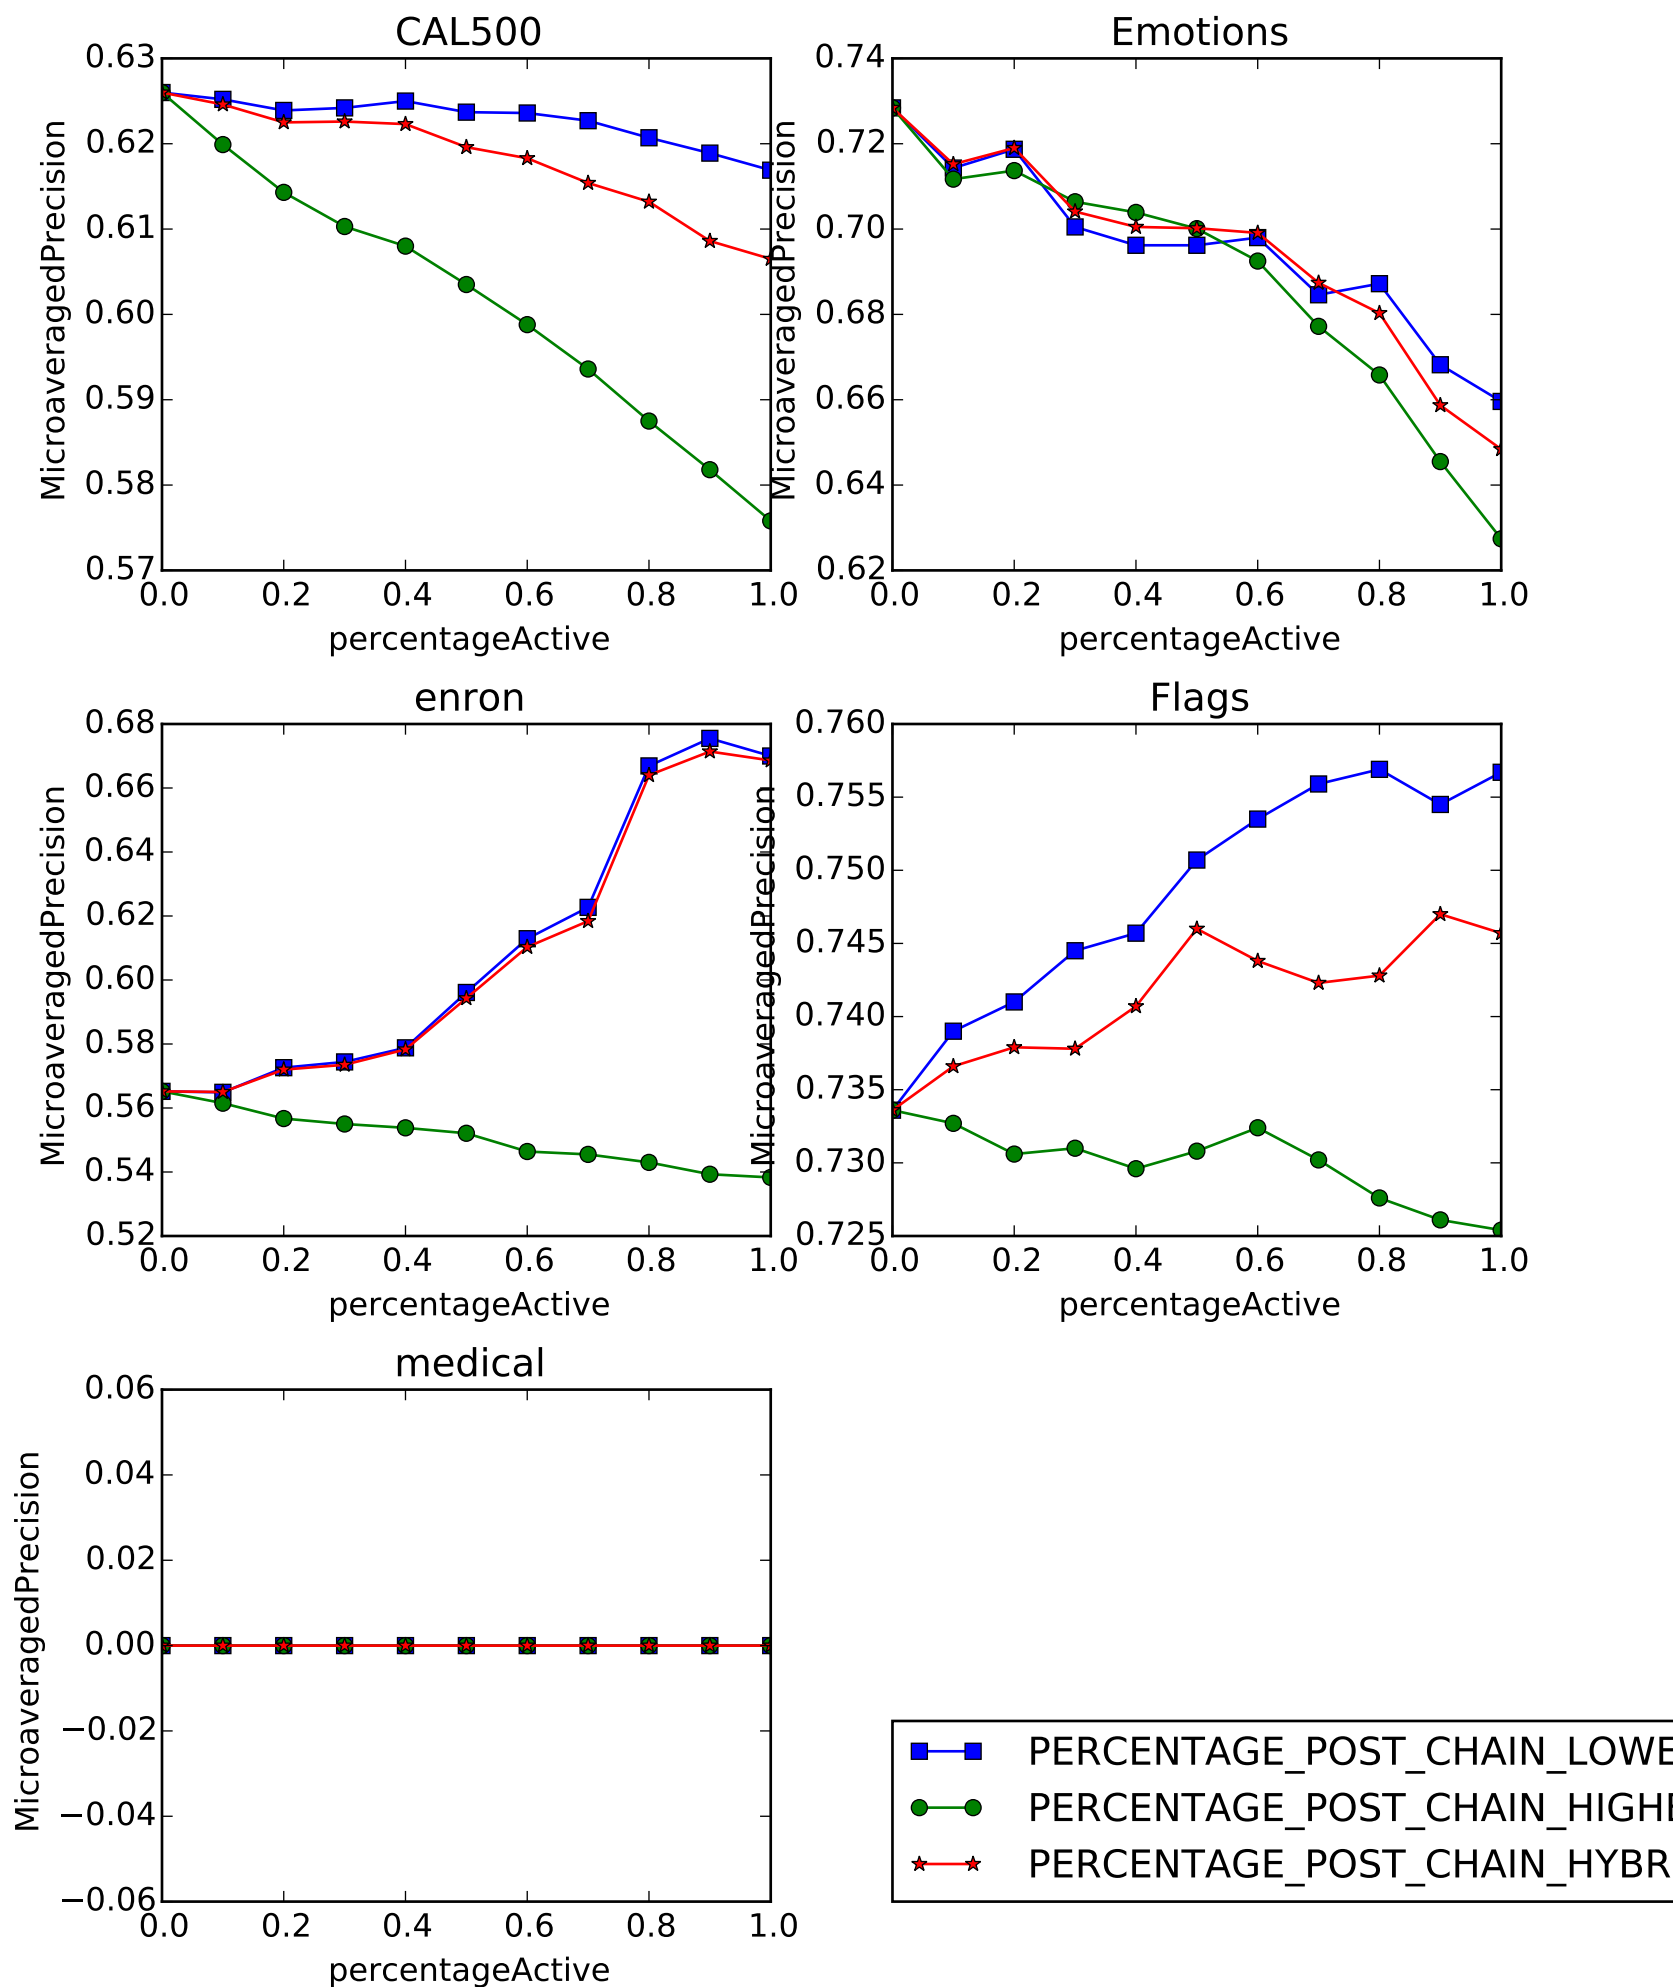 CAL500
0.63
0.62
0.61
0.60
0.59
0.58
0.57
MicroaveragedPrecision
0.0 0.2 0.4 0.6 0.8 1.0
percentageActive
Emotions
0.74
0.72
0.70
0.68
0.66
0.64
0.62
MicroaveragedPrecision
0.0 0.2 0.4 0.6 0.8 1.0
percentageActive
enron
0.68
0.66
0.64
0.62
0.60
0.58
0.56
0.54
0.52
MicroaveragedPrecision
0.0 0.2 0.4 0.6 0.8 1.0
percentageActive
Flags
0.760
0.755
0.750
0.745
0.740
0.735
0.730
0.725
MicroaveragedPrecision
0.0 0.2 0.4 0.6 0.8 1.0
percentageActive
medical
0.06
0.04
0.02
0.00
−0.02
−0.04
−0.06
MicroaveragedPrecision
0.0 0.2 0.4 0.6 0.8 1.0
percentageActive
PERCENTAGE_POST_CHAIN_LOWE
PERCENTAGE_POST_CHAIN_HIGHE
PERCENTAGE_POST_CHAIN_HYBR